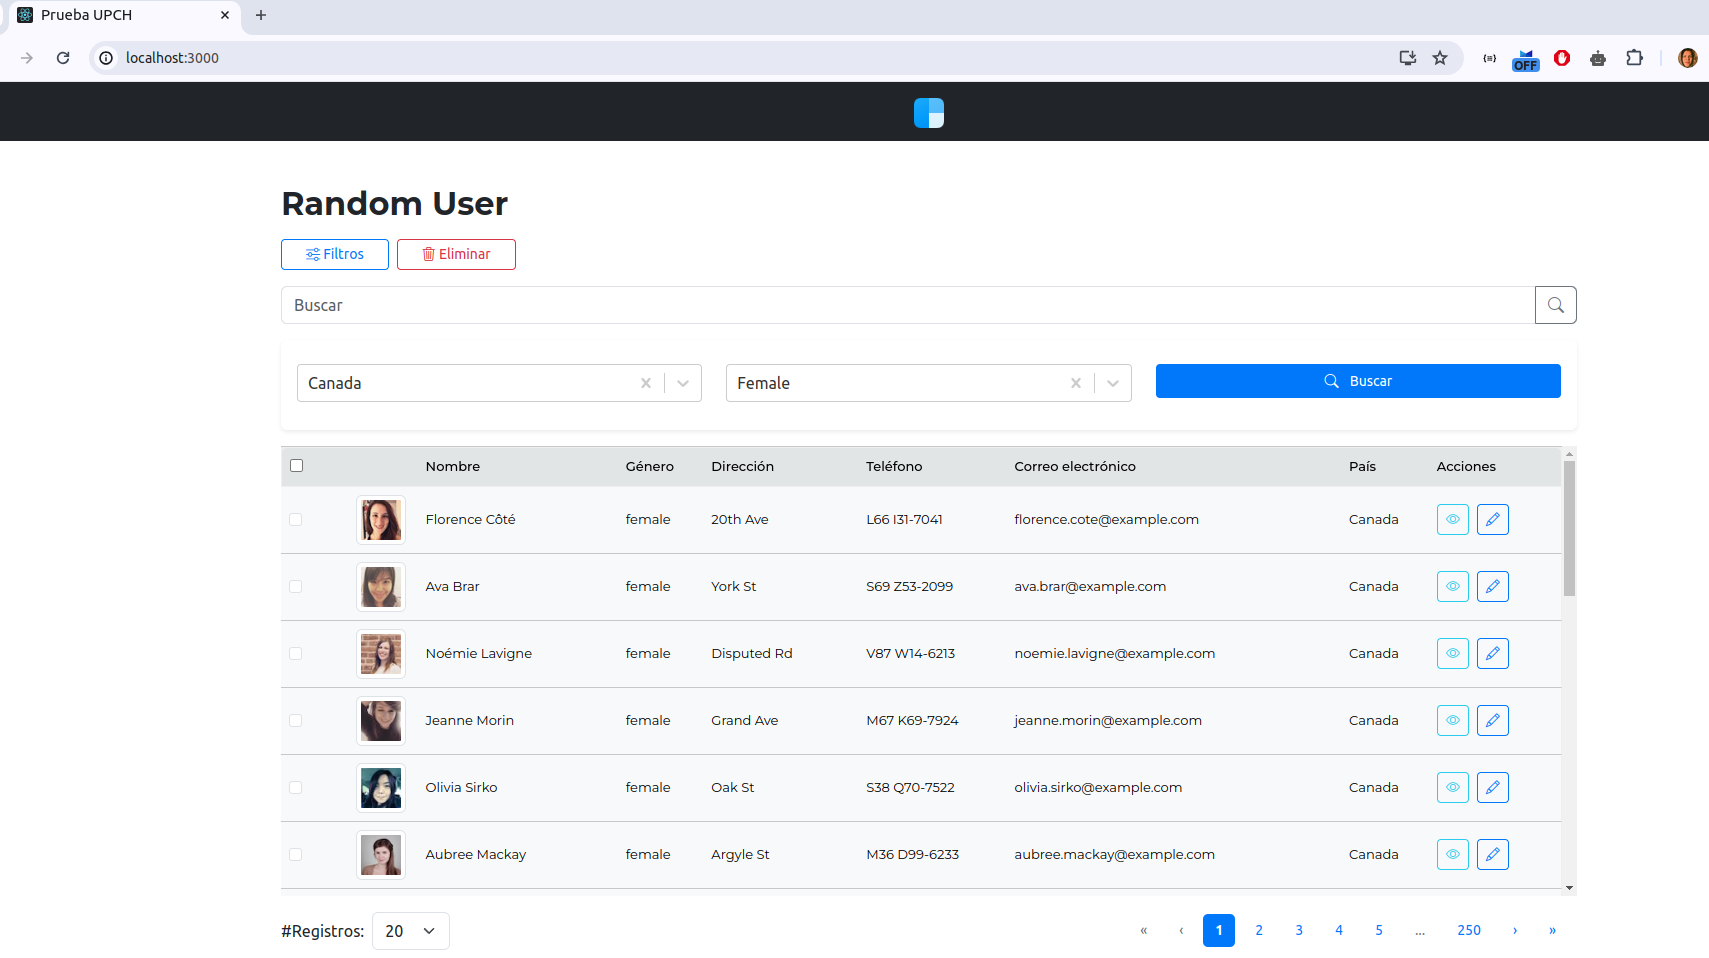 Prueba UPCH
localhost:3000
OFF
Random User
Filtros Eliminar
Buscar
Canada Female Buscar
Nombre Género Dirección Teléfono Correo electrónico País Acciones
Florence Côté female 20th Ave L66 I31-7041 florence.cote@example.com Canada
Ava Brar female York St S69 Z53-2099 ava.brar@example.com Canada
Noémie Lavigne female Disputed Rd V87 W14-6213 noemie.lavigne@example.com Canada
Jeanne Morin female Grand Ave M67 K69-7924 jeanne.morin@example.com Canada
Olivia Sirko female Oak St S38 Q70-7522 olivia.sirko@example.com Canada
Aubree Mackay female Argyle St M36 D99-6233 aubree.mackay@example.com Canada
#Registros: 20 « ‹ 1 2 3 4 5 ... 250 › »